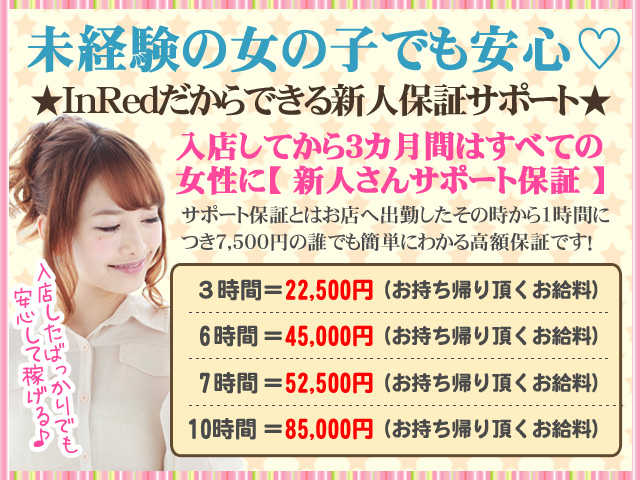 未経験の女の子でも安心♡
★InRedだからできる新人保証サポート★
入店してから3カ月間はすべての
女性に【 新人さんサポート保証 】
サポート保証とはお店へ出勤したその時から1時間に
つき7,500円の誰でも簡単にわかる高額保証です!
3時間=22,500円(お持ち帰り頂くお給料)
6時間=45,000円(お持ち帰り頂くお給料)
7時間=52,500円(お持ち帰り頂くお給料)
10時間=85,000円(お持ち帰り頂くお給料)
入店したばっかりでも
安心して稼げる♪